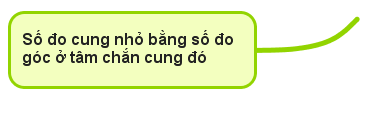 Số đo cung nhỏ bằng số đo
góc ở tâm chắn cung đó